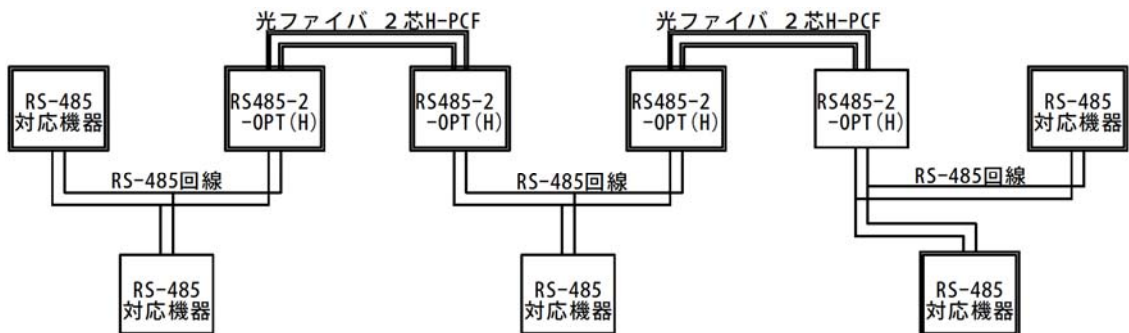 光ファイバ 2芯H-PCF
光ファイバ 2芯H-PCF
RS-485
対応機器
RS485-2
-OPT(H)
RS485-2
-OPT(H)
RS485-2
-OPT(H)
RS485-2
-OPT(H)
RS-485
対応機器
RS-485回線
RS-485回線
RS-485回線
RS-485
対応機器
RS-485
対応機器
RS-485
対応機器